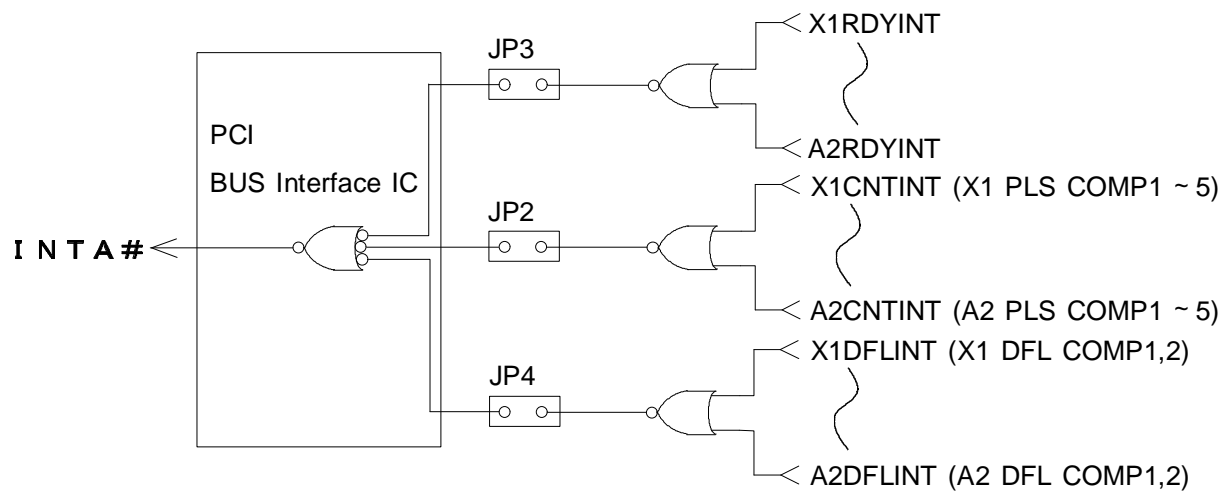 X1RDYINT
JP3
PCI
A2RDYINT
BUS Interface IC
X1CNTINT (X1 PLS COMP1 ~ 5)
JP2
INTA#
A2CNTINT (A2 PLS COMP1 ~ 5)
X1DFLINT (X1 DFL COMP1,2)
JP4
A2DFLINT (A2 DFL COMP1,2)